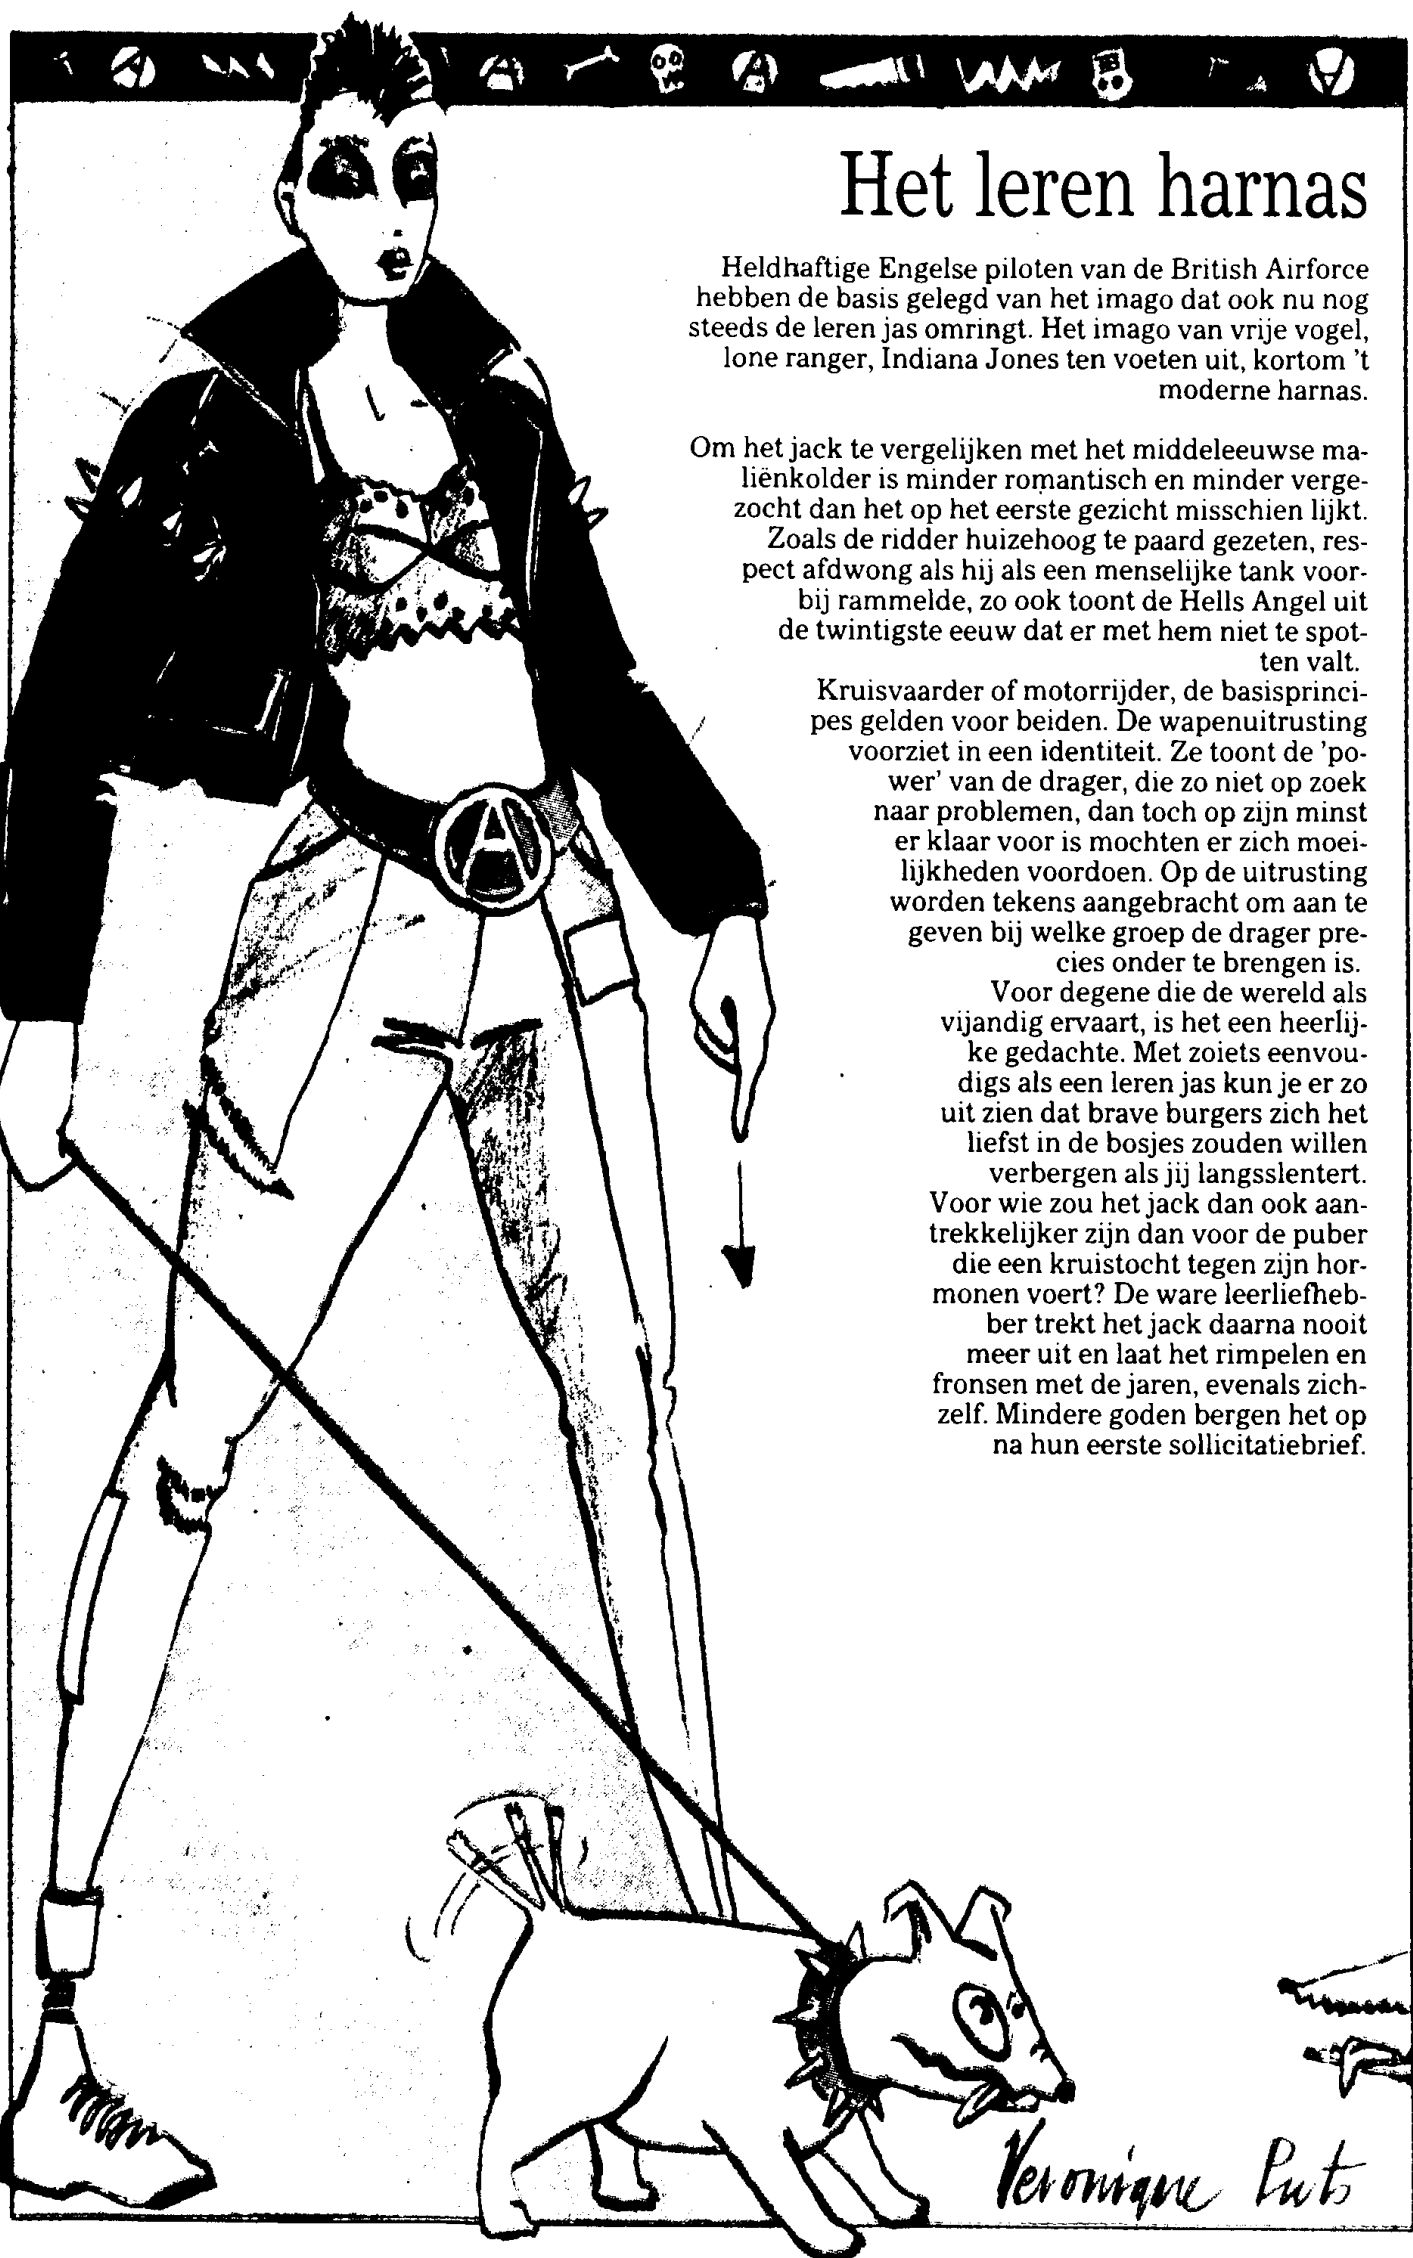 Het leren harnas
Heldhaftige Engelse piloten van de British Airforce
hebben de basis gelegd van het imago dat ook nu nog
steeds de leren jas omringt. Het imago van vrije vogel,
lone ranger, Indiana Jones ten voeten uit, kortom 't
moderne harnas.
Om het jack te vergelijken met het middeleeuwse ma-
liënkolder is minder romantisch en minder verge-
zocht dan het op het eerste gezicht misschien lijkt.
Zoals de ridder huizehoog te paard gezeten, res-
pect afdwong als hij als een menselijke tank voor-
bij rammelde, zo ook toont de Hells Angel uit
de twintigste eeuw dat er met hem niet te spot-
ten valt.
Kruisvaarder of motorrijder, de basisprinci-
pes gelden voor beiden. De wapenuitrusting
voorziet in een identiteit. Ze toont de 'po-
wer' van de drager, die zo niet op zoek
naar problemen, dan toch op zijn minst
er klaar voor is mochten er zich moei-
lijkheden voordoen. Op de uitrusting
worden tekens aangebracht om aan te
geven bij welke groep de drager pre-
cies onder te brengen is.
Voor degene die de wereld als
vijandig ervaart, is het een heerlij-
ke gedachte. Met zoiets eenvou-
digs als een leren jas kun je er zo
uit zien dat brave burgers zich het
liefst in de bosjes zouden willen
verbergen als jij langsslentert.
Voor wie zou het jack dan ook aan-
trekkelijker zijn dan voor de puber
die een kruistocht tegen zijn hor-
monen voert? De ware leerliefheb-
ber trekt het jack daarna nooit
meer uit en laat het rimpelen en
fronsen met de jaren, evenals zich-
zelf. Mindere goden bergen het op
na hun eerste sollicitatiebrief.
Veronique Puts